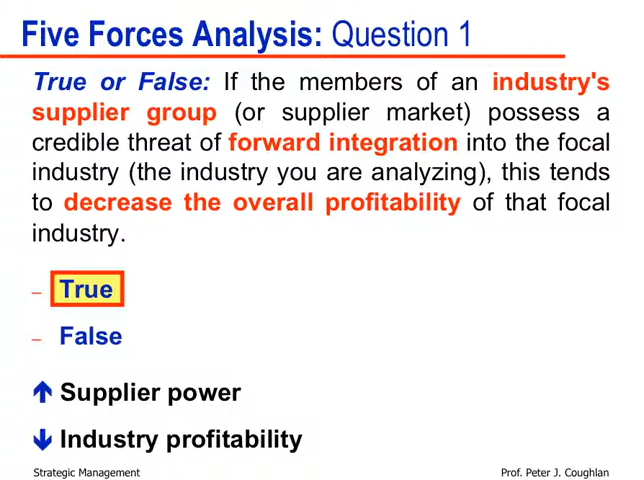 Five Forces Analysis: Question 1
True or False: If the members of an industry's
supplier group (or supplier market) possess a
credible threat of forward integration into the focal
industry (the industry you are analyzing), this tends
to decrease the overall profitability of that focal
industry.
– True
– False
↑ Supplier power
↓ Industry profitability
Strategic Management
Prof. Peter J. Coughlan